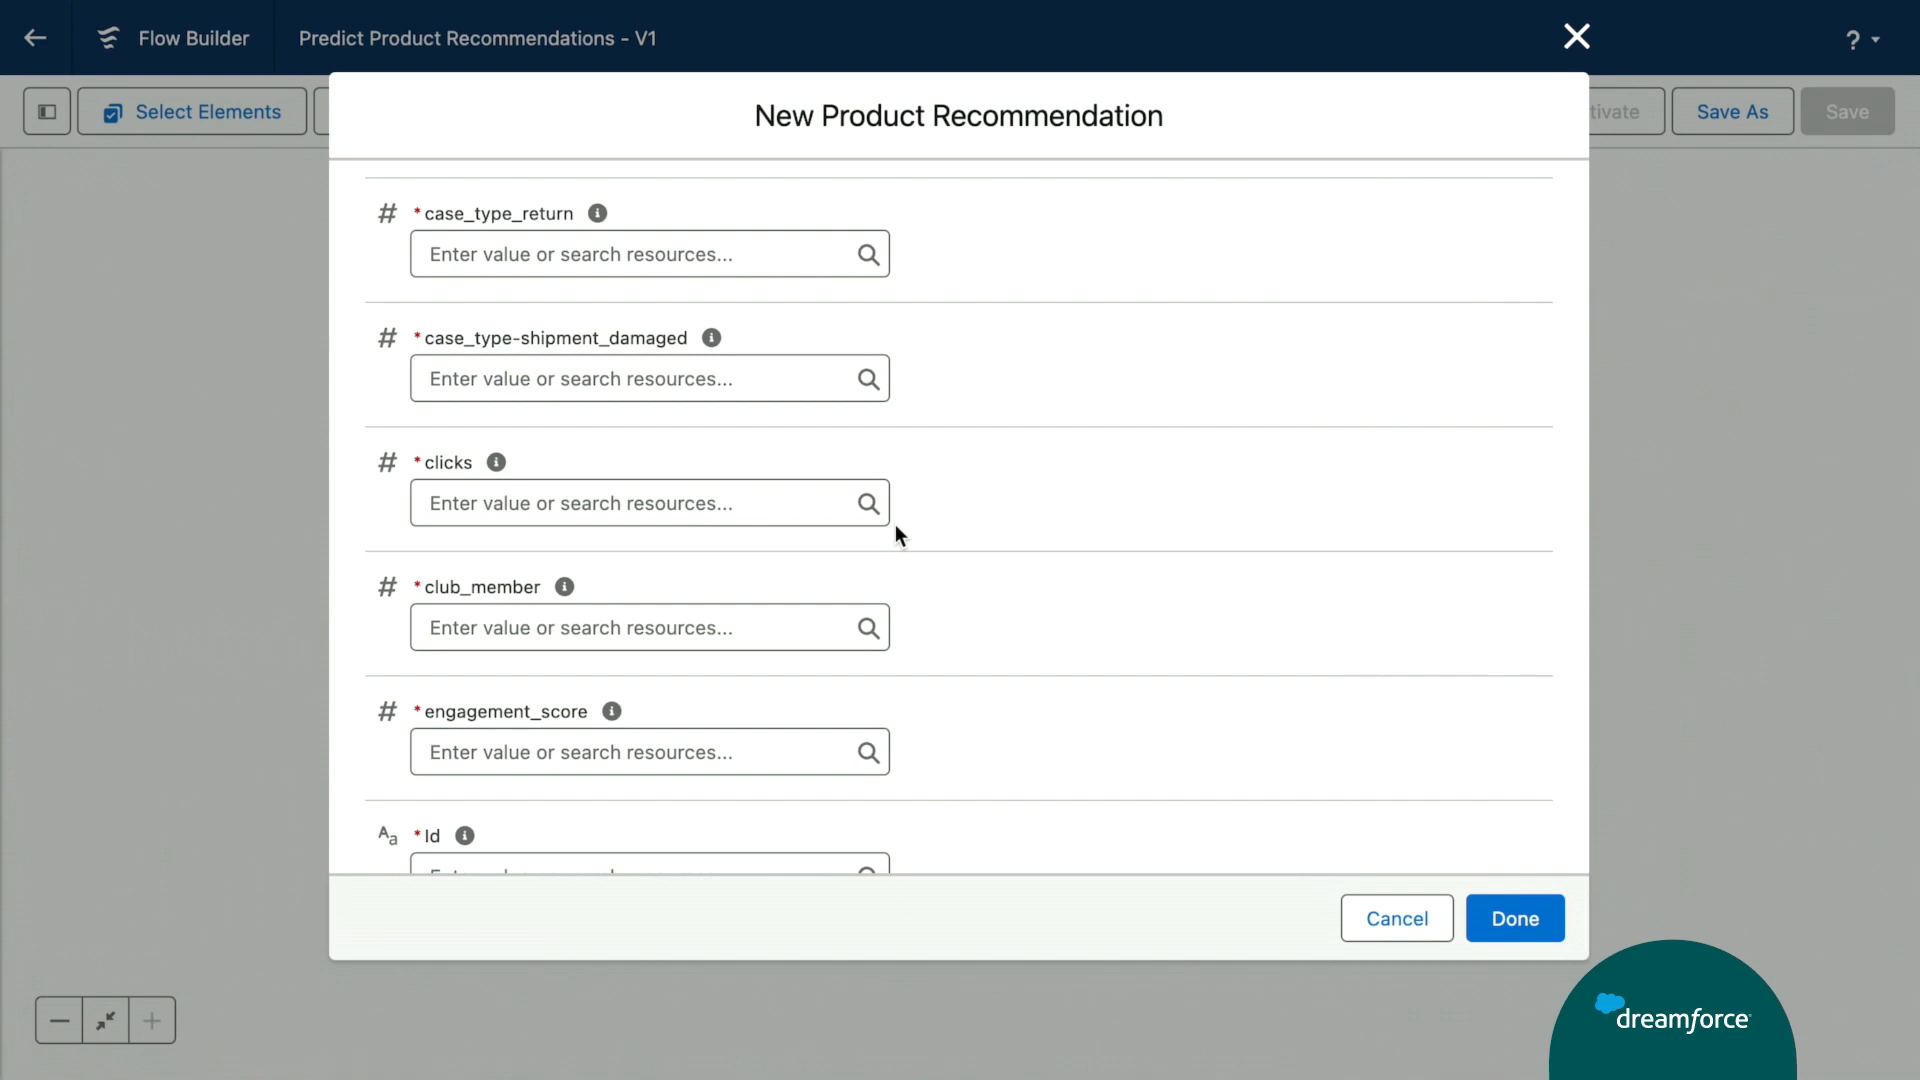 Flow Builder
Predict Product Recommendations - V1
?
Select Elements
tivate
Save As
Save
New Product Recommendation
# *case_type_return
Enter value or search resources...
# *case_type-shipment_damaged
Enter value or search resources...
# *clicks
Enter value or search resources...
# *club_member
Enter value or search resources...
# *engagement_score
Enter value or search resources...
Aa *Id
Cancel
Done
dreamforce